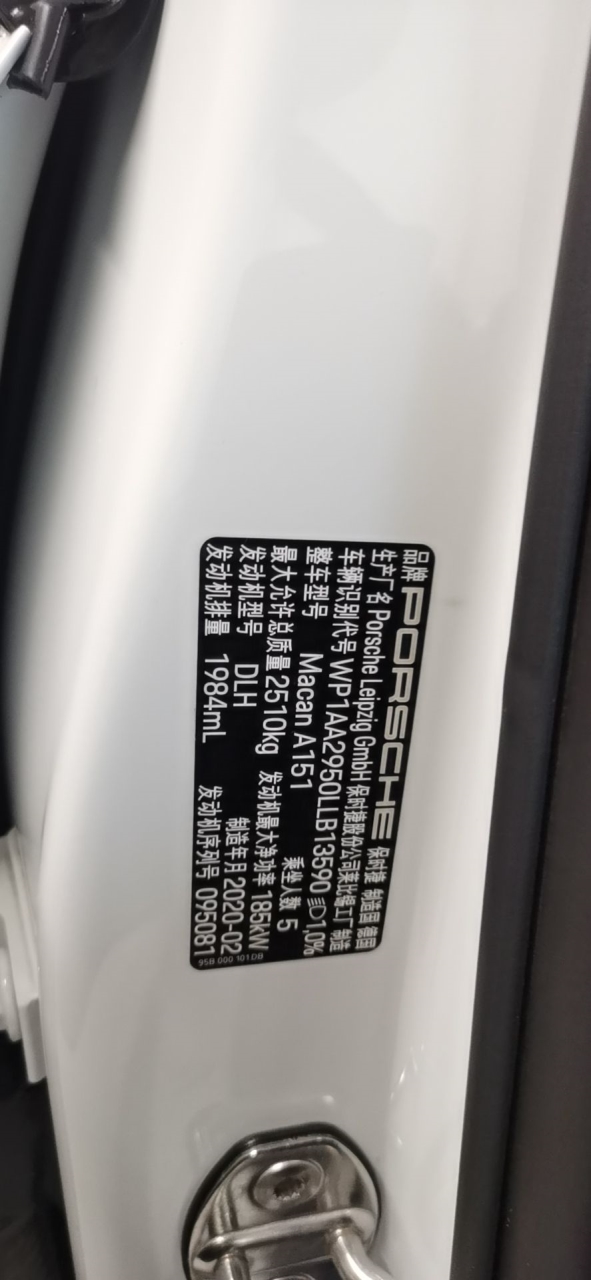 品牌 PORSCHE 保时捷 制造国 德国
生产厂名 Porsche Leipzig GmbH 保时捷股份公司莱比锡工厂 制造
车辆识别代号 WP1AA2950LLB13590 1,0%
整车型号 Macan A151 乘坐人数 5
最大允许总质量 2510kg 发动机最大净功率 185kW
发动机型号 DLH 制造年月 2020-02
发动机排量 1984mL 发动机序列号 095081
95B 000 101 DB